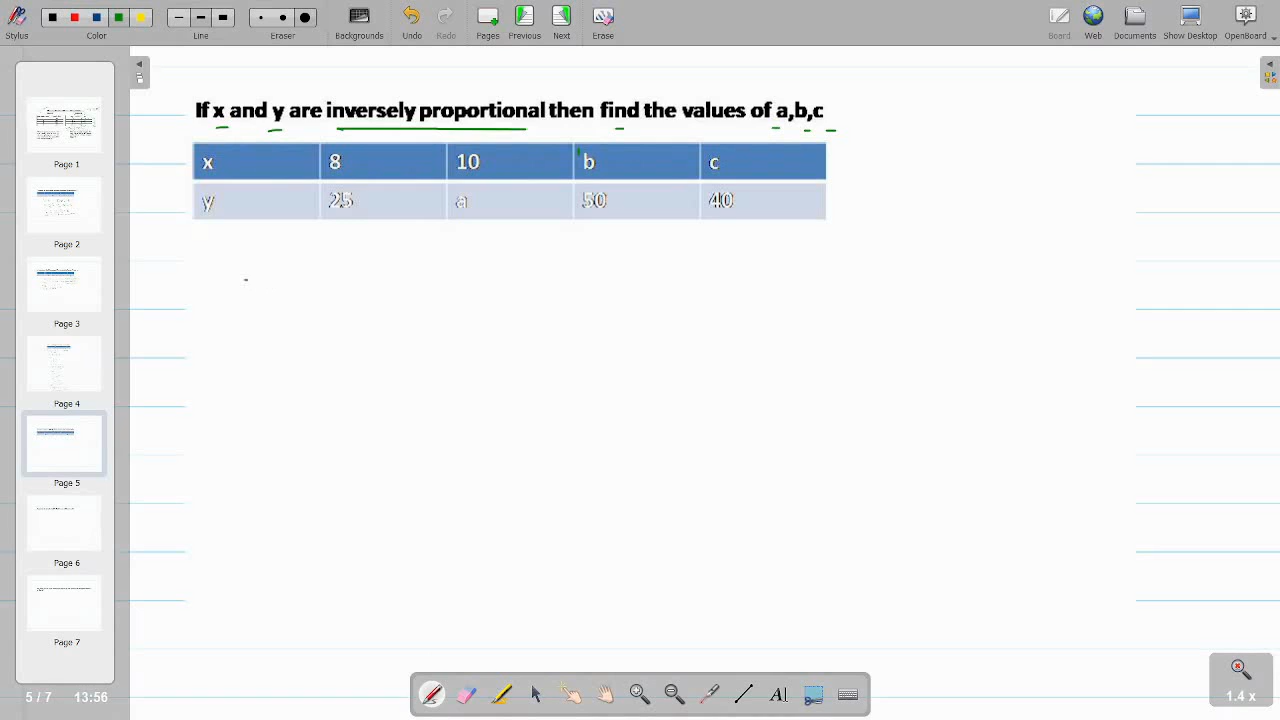 Stylus Color Line Eraser Backgrounds Undo Redo Pages Previous Next Erase Board Web Documents Show Desktop OpenBoard
If x and y are inversely proportional then find the values of a,b,c
x 8 10 b c
y 25 a 50 40
Page 1
Page 2
Page 3
Page 4
Page 5
Page 6
Page 7
5 / 7 13:56
AI
1.4 x